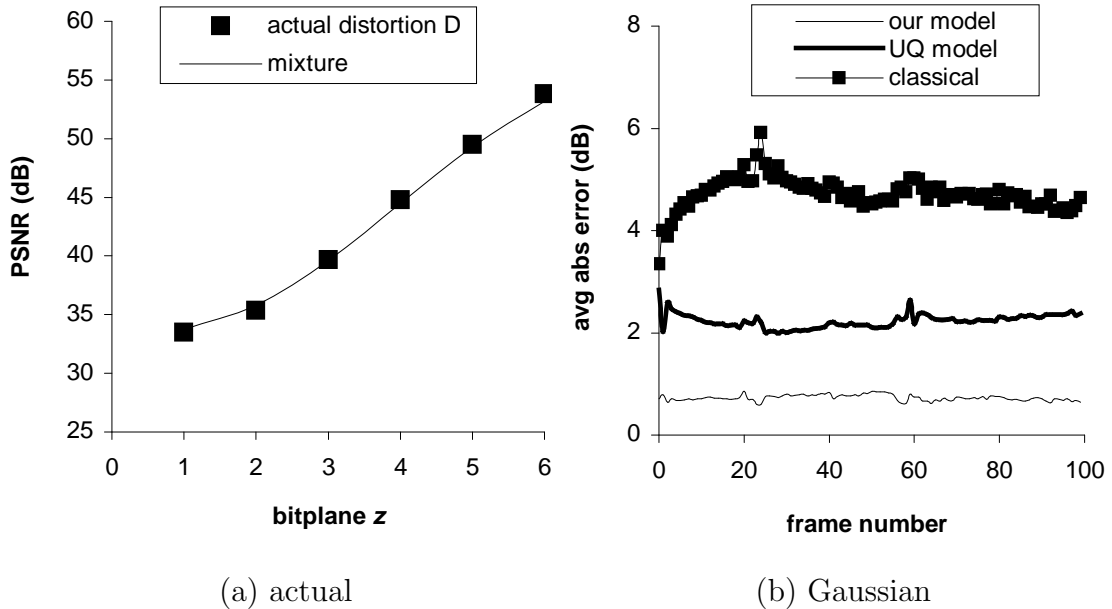 actual distortion D
mixture
PSNR (dB)
60
55
50
45
40
35
30
25
0 1 2 3 4 5 6
bitplane z
(a) actual
our model
UQ model
classical
avg abs error (dB)
8
6
4
2
0
0 20 40 60 80 100
frame number
(b) Gaussian